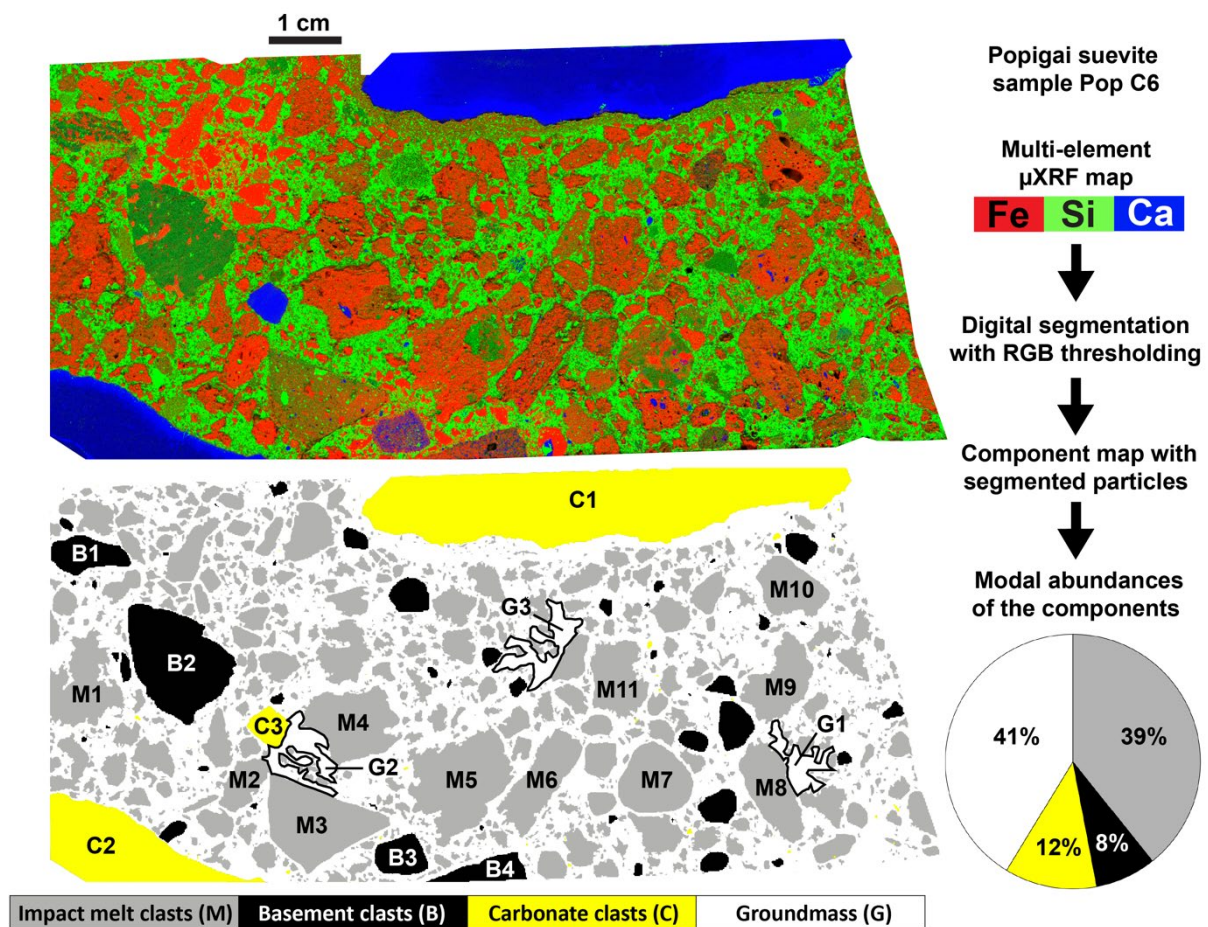 1 cm
Popigai suevite
sample Pop C6
Multi-element
µXRF map
Fe Si Ca
Digital segmentation
with RGB thresholding
Component map with
segmented particles
Modal abundances
of the components
C1
B1
G3
M10
B2
M1
M11
M9
C3
M4
G1
G2
M2
M5
M6
M7
M8
M3
C2
B3
B4
41%
39%
12%
8%
Impact melt clasts (M) Basement clasts (B) Carbonate clasts (C) Groundmass (G)